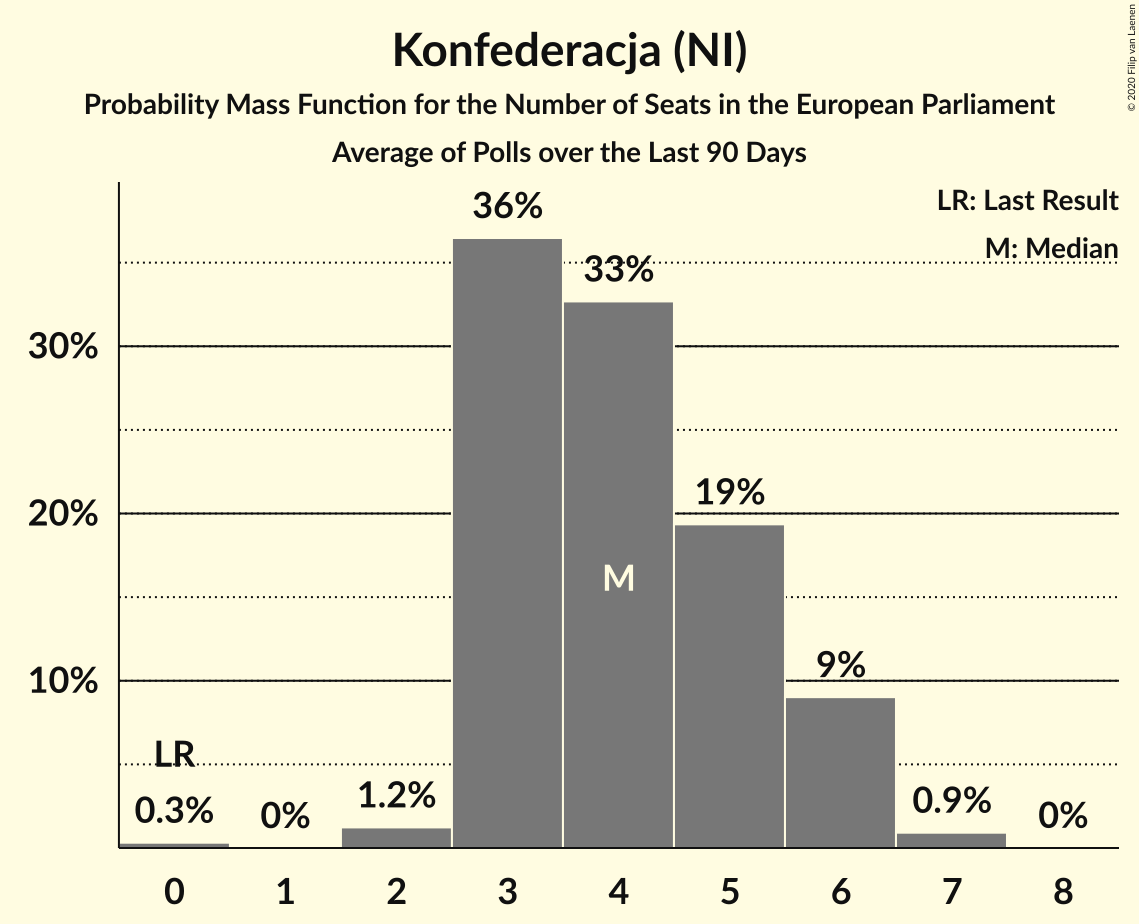 Konfederacja (NI)
Probability Mass Function for the Number of Seats in the European Parliament
Average of Polls over the Last 90 Days
© 2020 Filip van Laenen
LR: Last Result
M: Median
36%
33%
30%
19%
20%
M
9%
10%
LR
0.3%
0%
1.2%
0.9%
0%
0 1 2 3 4 5 6 7 8